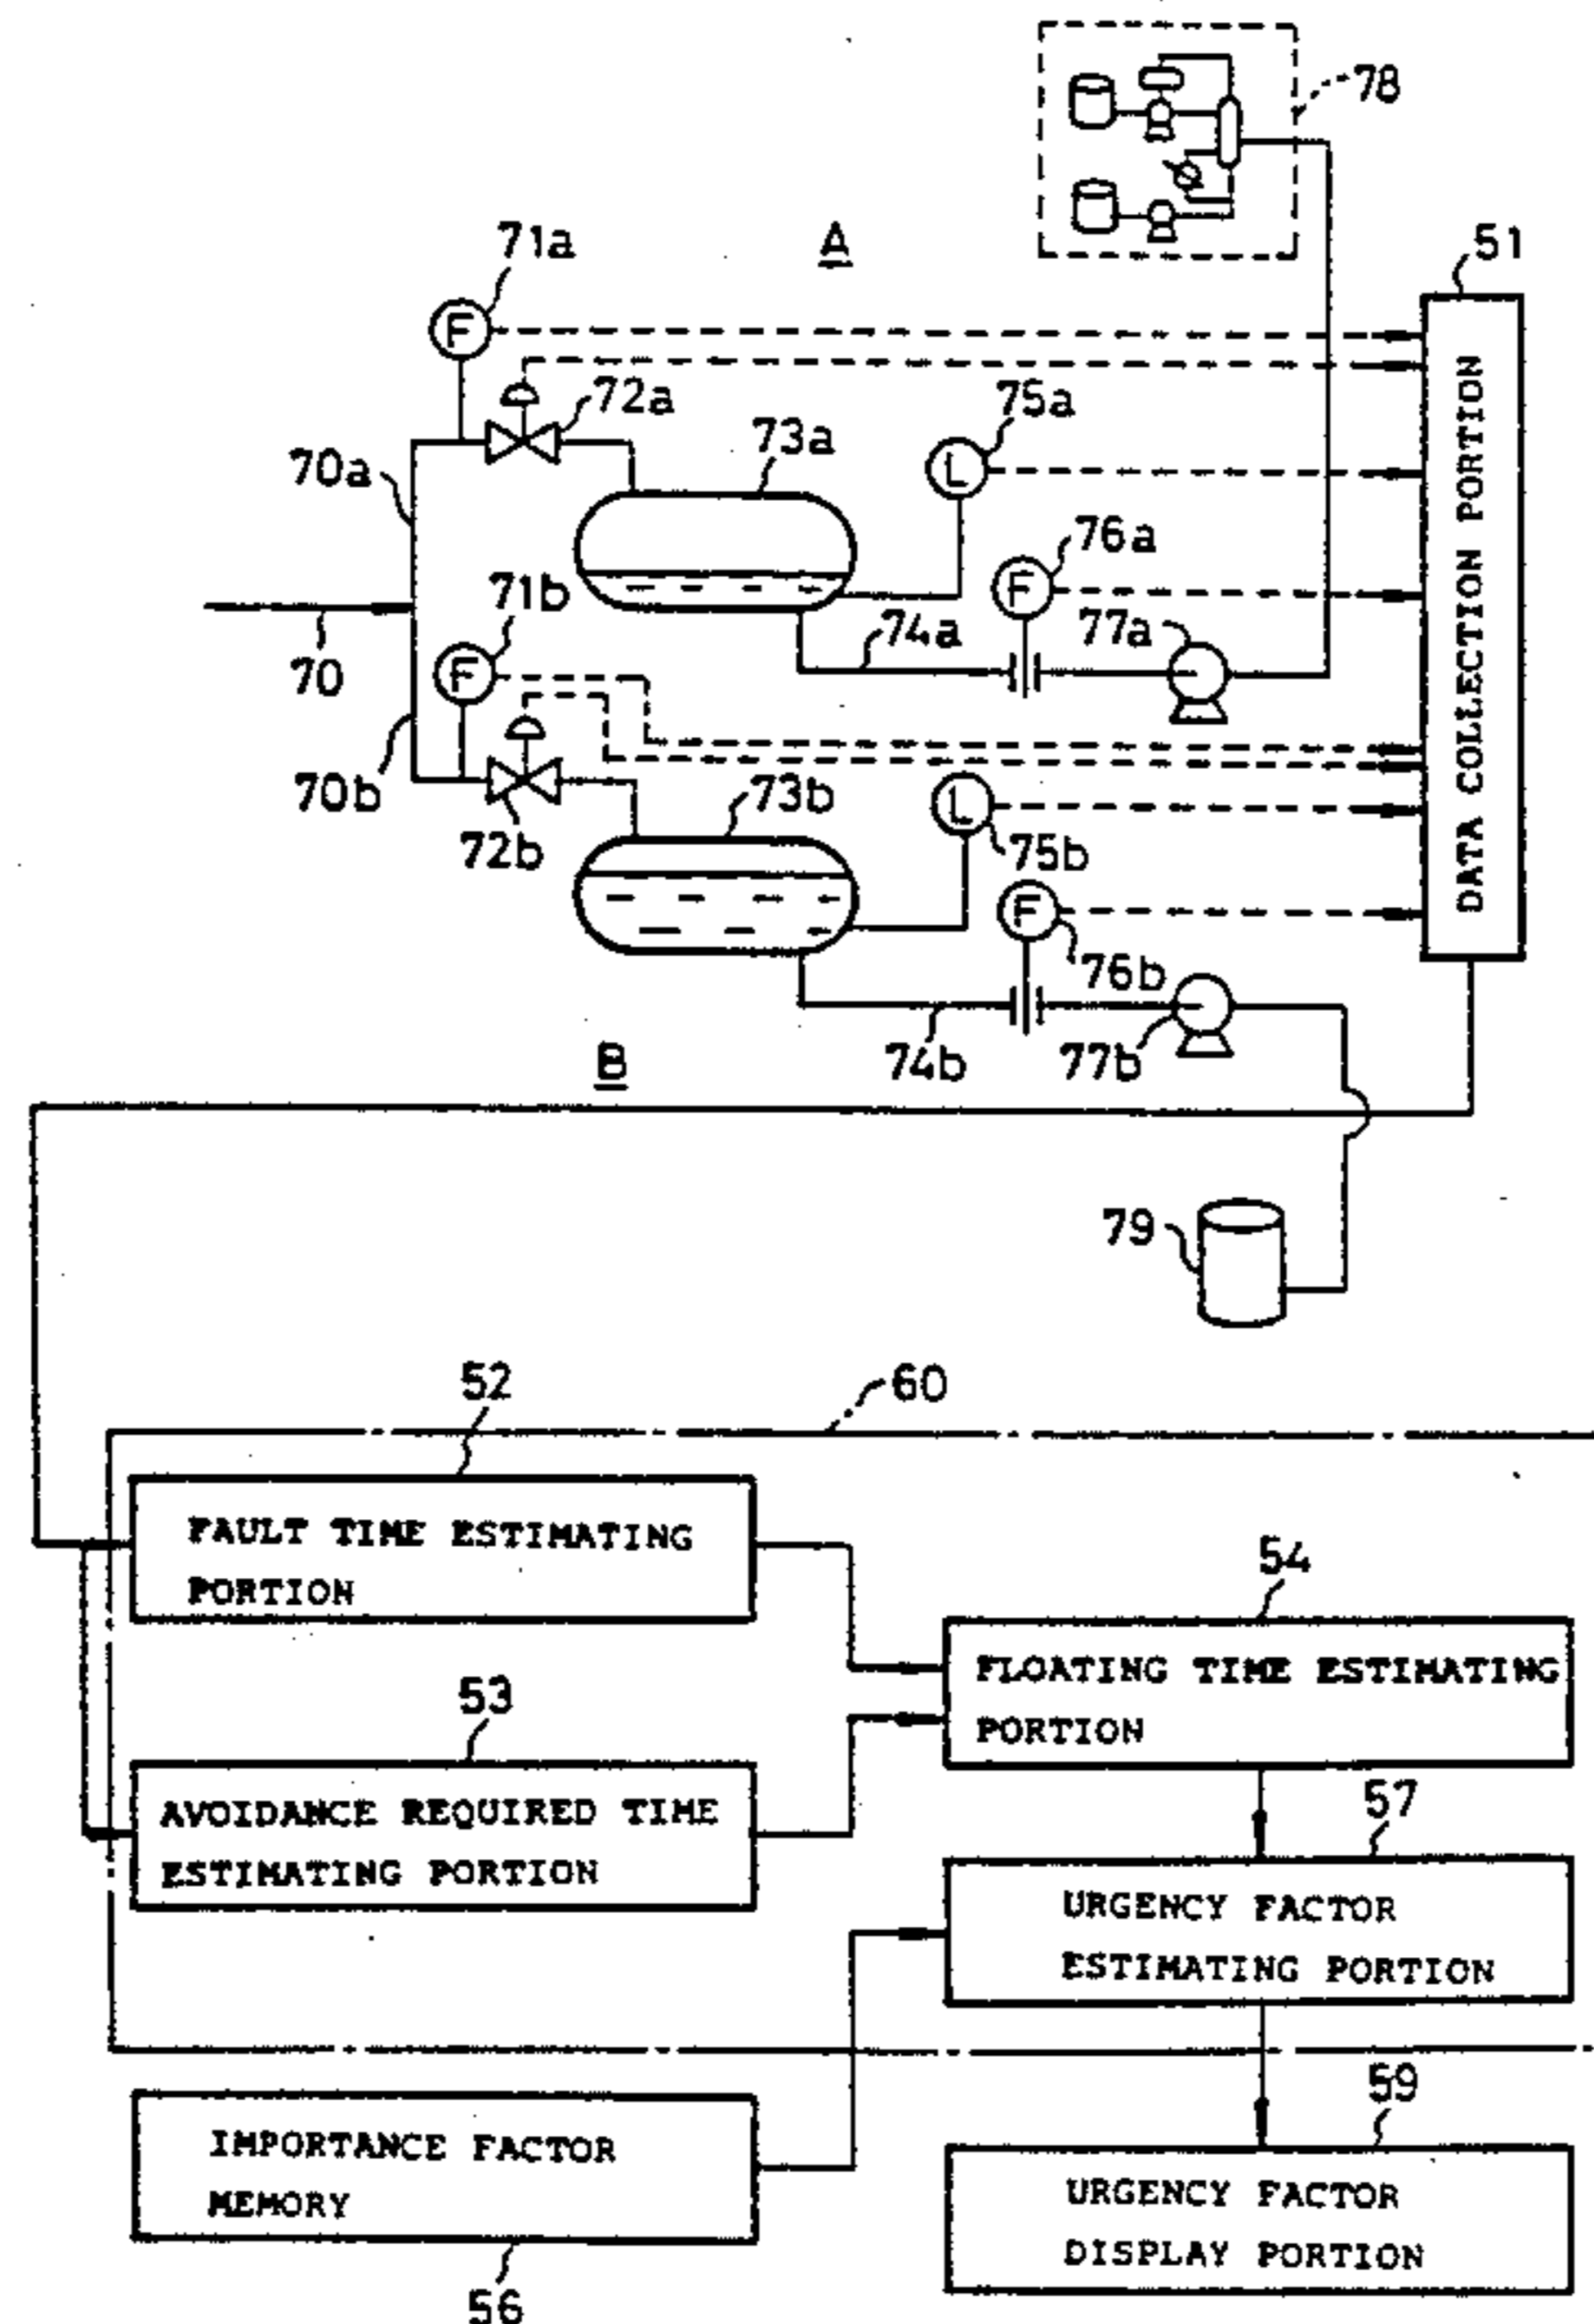 78
71a
A
51
F
72a
75a
73a
L
70a
76a
71b
F
74a
77a
70
F
DATA COLLECTION PORTION
70b
73b
L
72b
75b
F
76b
74b
77b
B
79
52
60
FAULT TIME ESTIMATING
PORTION
54
FLOATING TIME ESTIMATING
PORTION
53
AVOIDANCE REQUIRED TIME
ESTIMATING PORTION
57
URGENCY FACTOR
ESTIMATING PORTION
59
IMPORTANCE FACTOR
MEMORY
56
URGENCY FACTOR
DISPLAY PORTION